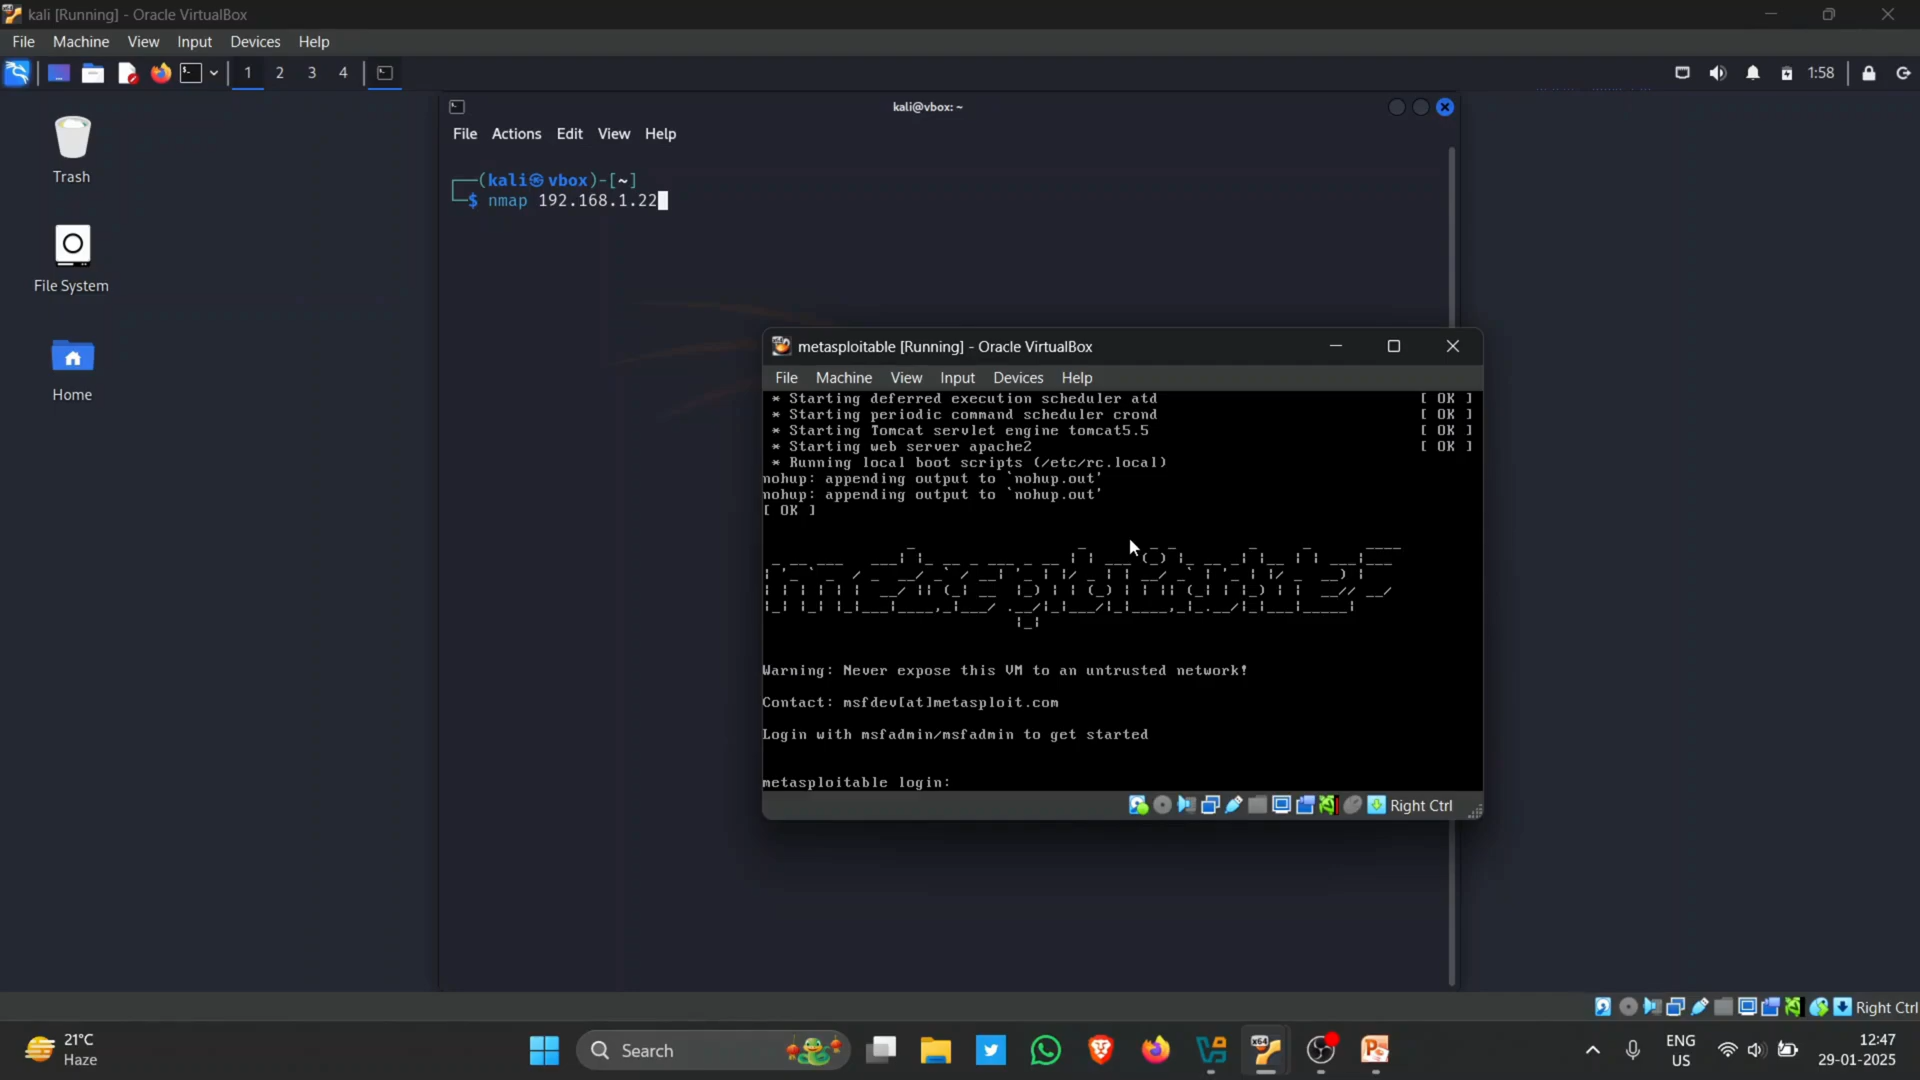 kali [Running] - Oracle VirtualBox
File Machine View Input Devices Help
1 2 3 4
1:58
Trash
File System
Home
kali@vbox: ~
File Actions Edit View Help
┌──(kali㉿vbox)-[~]
└─$ nmap 192.168.1.22
metasploitable [Running] - Oracle VirtualBox
File Machine View Input Devices Help
* Starting deferred execution scheduler atd [ OK ]
* Starting periodic command scheduler crond [ OK ]
* Starting Tomcat servlet engine tomcat5.5 [ OK ]
* Starting web server apache2 [ OK ]
* Running local boot scripts (/etc/rc.local)
nohup: appending output to `nohup.out'
nohup: appending output to `nohup.out'
[ OK ]
Warning: Never expose this VM to an untrusted network!
Contact: msfdev[at]metasploit.com
Login with msfadmin/msfadmin to get started
metasploitable login:
Right Ctrl
Right Ctrl
21°C
Haze
Search
ENG
US
12:47
29-01-2025